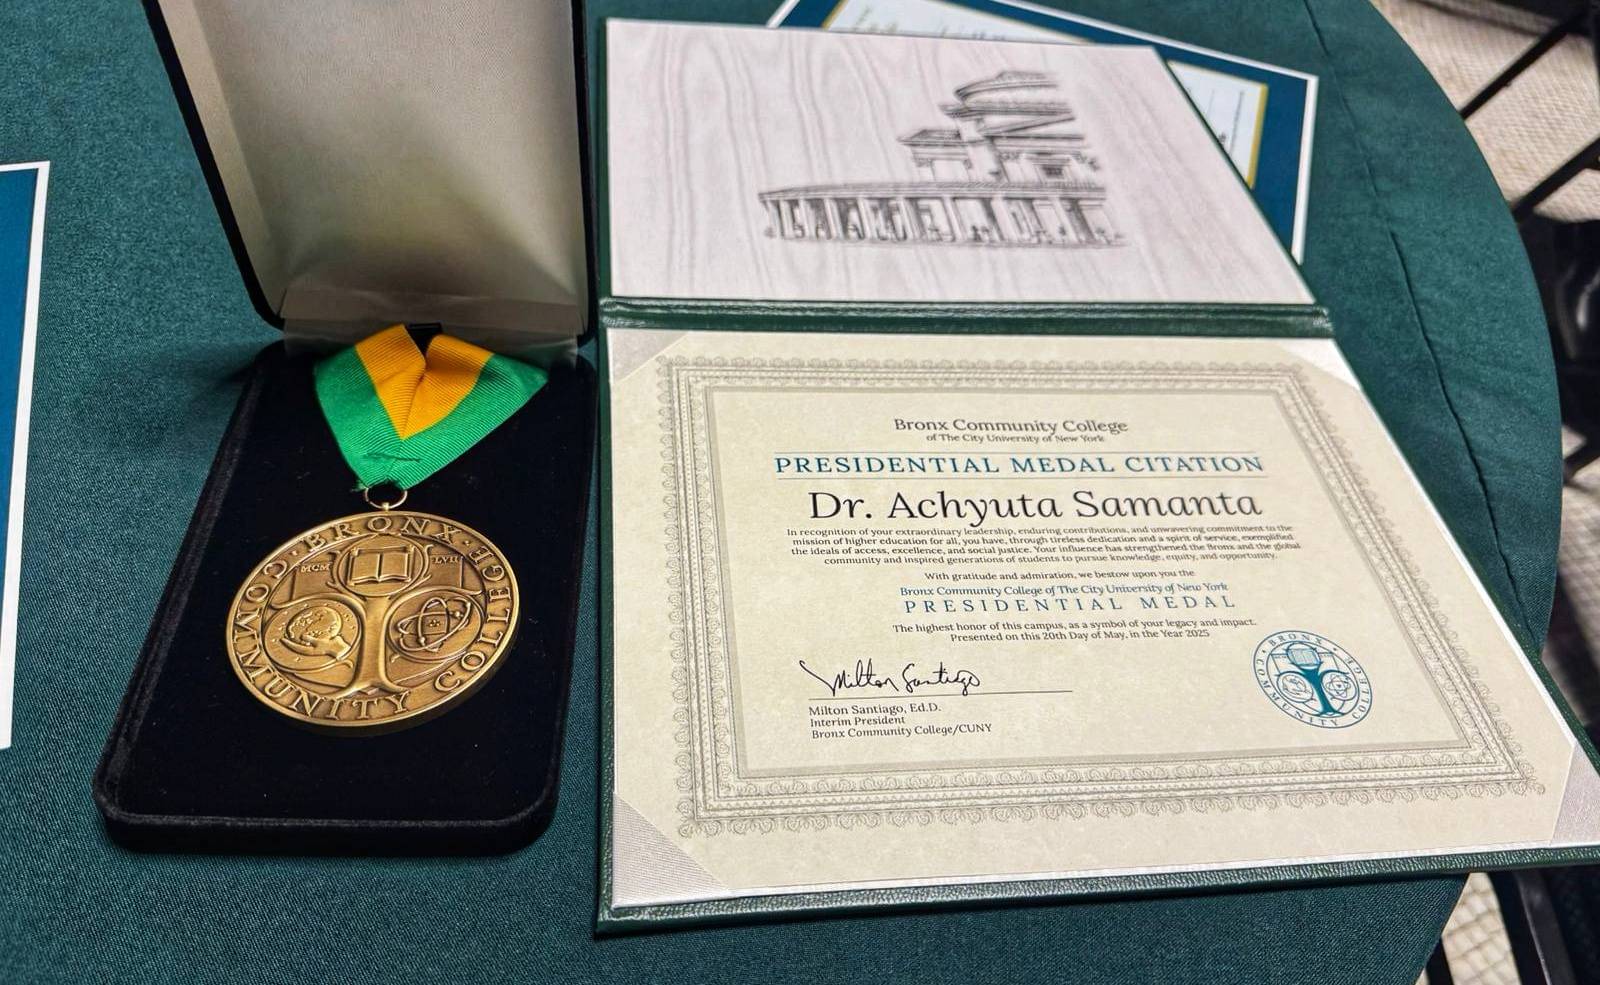 BRONX COMMUNITY COLLEGE
MCM LVII
Bronx Community College
of The City University of New York
PRESIDENTIAL MEDAL CITATION
Dr. Achyuta Samanta
In recognition of your extraordinary leadership, enduring contributions, and unwavering commitment to the
mission of higher education for all, you have, through tireless dedication and a spirit of service, exemplified
the ideals of access, excellence, and social justice. Your influence has strengthened the Bronx and the global
community and inspired generations of students to pursue knowledge, equity, and opportunity.
With gratitude and admiration, we bestow upon you the
Bronx Community College of The City University of New York
PRESIDENTIAL MEDAL
The highest honor of this campus, as a symbol of your legacy and impact.
Presented on this 20th Day of May, in the Year 2025
Milton Santiago
Milton Santiago, Ed.D.
Interim President
Bronx Community College/CUNY
BRONX COMMUNITY COLLEGE